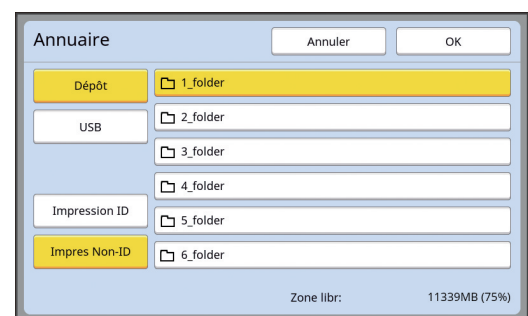 Annuaire
Annuler
OK
Dépôt
USB
Impression ID
Impres Non-ID
1_folder
2_folder
3_folder
4_folder
5_folder
6_folder
Zone libr: 11339MB (75%)